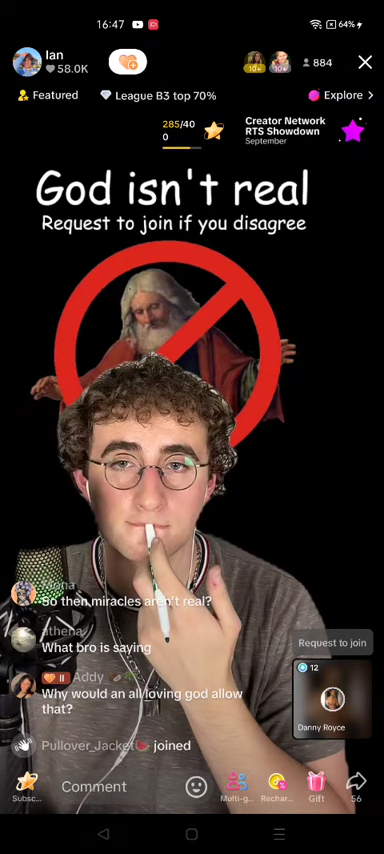 16:47
64%
Ian
58.0K
10+
10+
884
Featured
League B3 top 70%
Explore
285/40
0
Creator Network
RTS Showdown
September
God isn't real
Request to join if you disagree
So then,miracles aren't real?
athena
What bro is saying
Request to join
12
Addy
Why would an all loving god allow
that?
Danny Royce
Pullover_Jacket joined
Comment
Subsc...
Multi-g...
Rechar...
Gift
56